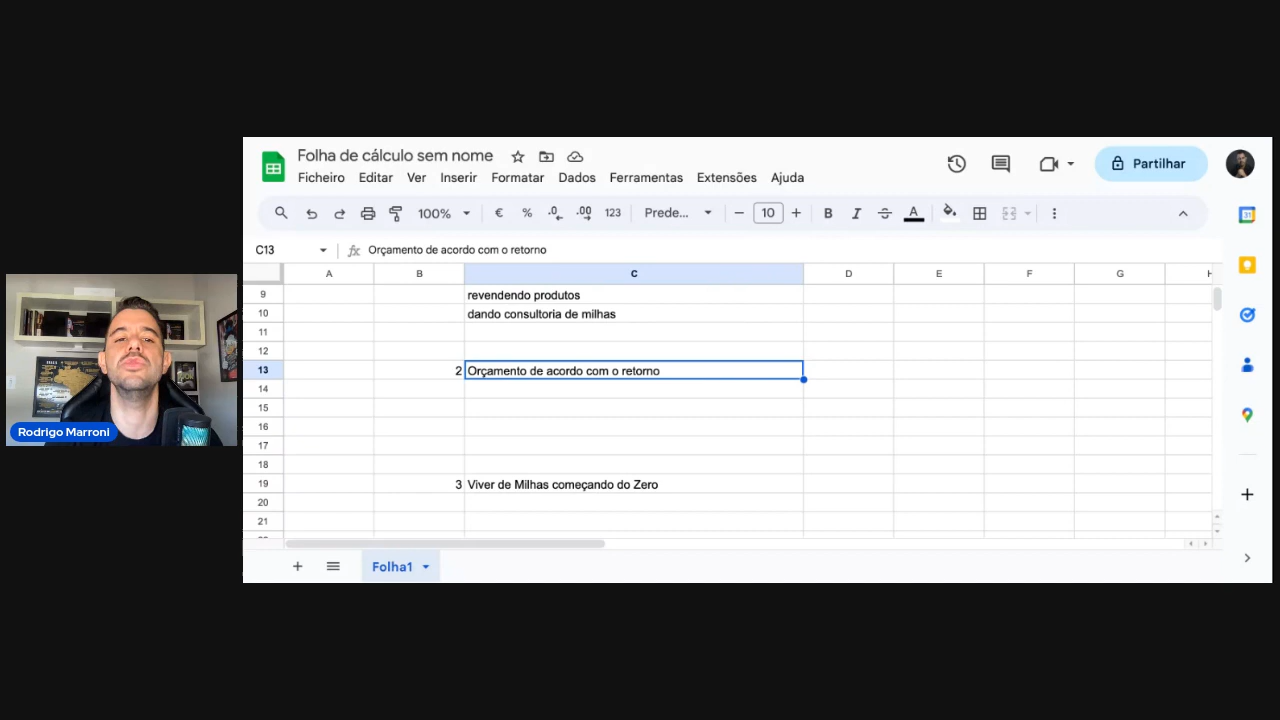 Folha de cálculo sem nome
Ficheiro Editar Ver Inserir Formatar Dados Ferramentas Extensões Ajuda
Partilhar
100% € % .0 .00 123 Prede... 10 B I A
C13 fx Orçamento de acordo com o retorno
A B C D E F G H
9 revendendo produtos
10 dando consultoria de milhas
11
12
13 2 Orçamento de acordo com o retorno
14
15
16
17
18
19 3 Viver de Milhas começando do Zero
20
21
Folha1
Rodrigo Marroni
31